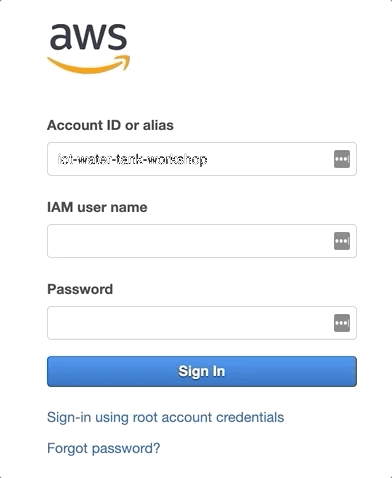 aws
Account ID or alias
iot-water-tank-workshop
IAM user name
Password
Sign In
Sign-in using root account credentials
Forgot password?